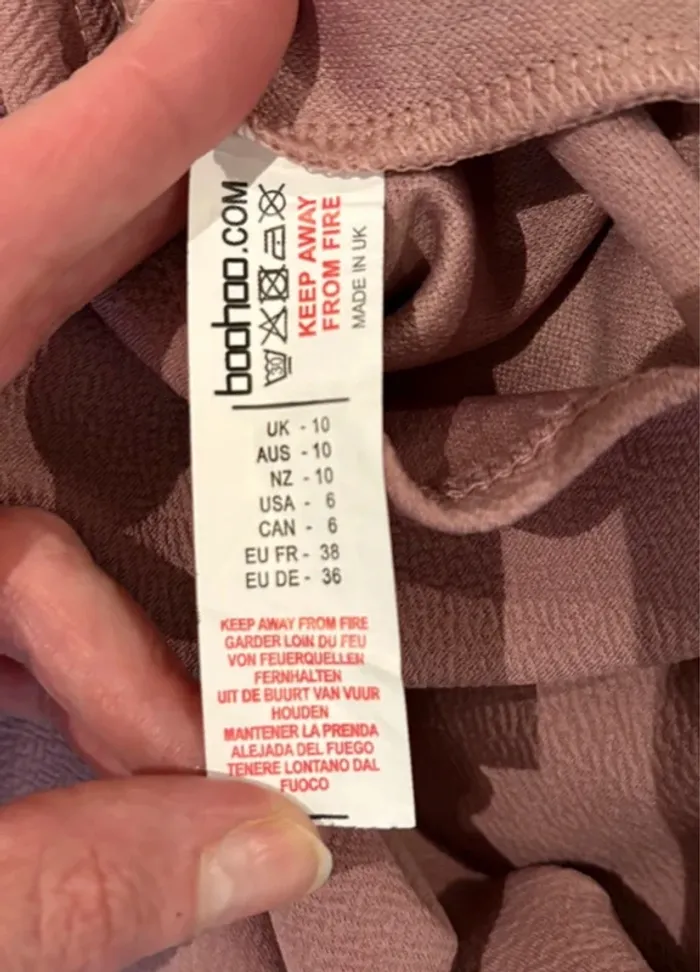 boohoo.COM
30
KEEP AWAY
FROM FIRE
MADE IN UK
UK - 10
AUS - 10
NZ - 10
USA - 6
CAN - 6
EU FR - 38
EU DE - 36
KEEP AWAY FROM FIRE
GARDER LOIN DU FEU
VON FEUERQUELLEN
FERNHALTEN
UIT DE BUURT VAN VUUR
HOUDEN
MANTENER LA PRENDA
ALEJADA DEL FUEGO
TENERE LONTANO DAL
FUOCO